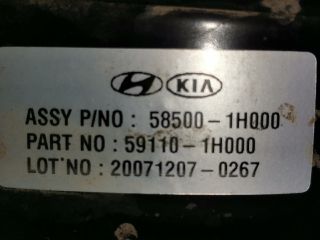 KIA
ASSY P/NO : 58500-1H000
PART NO : 59110-1H000
LOT NO : 20071207-0267